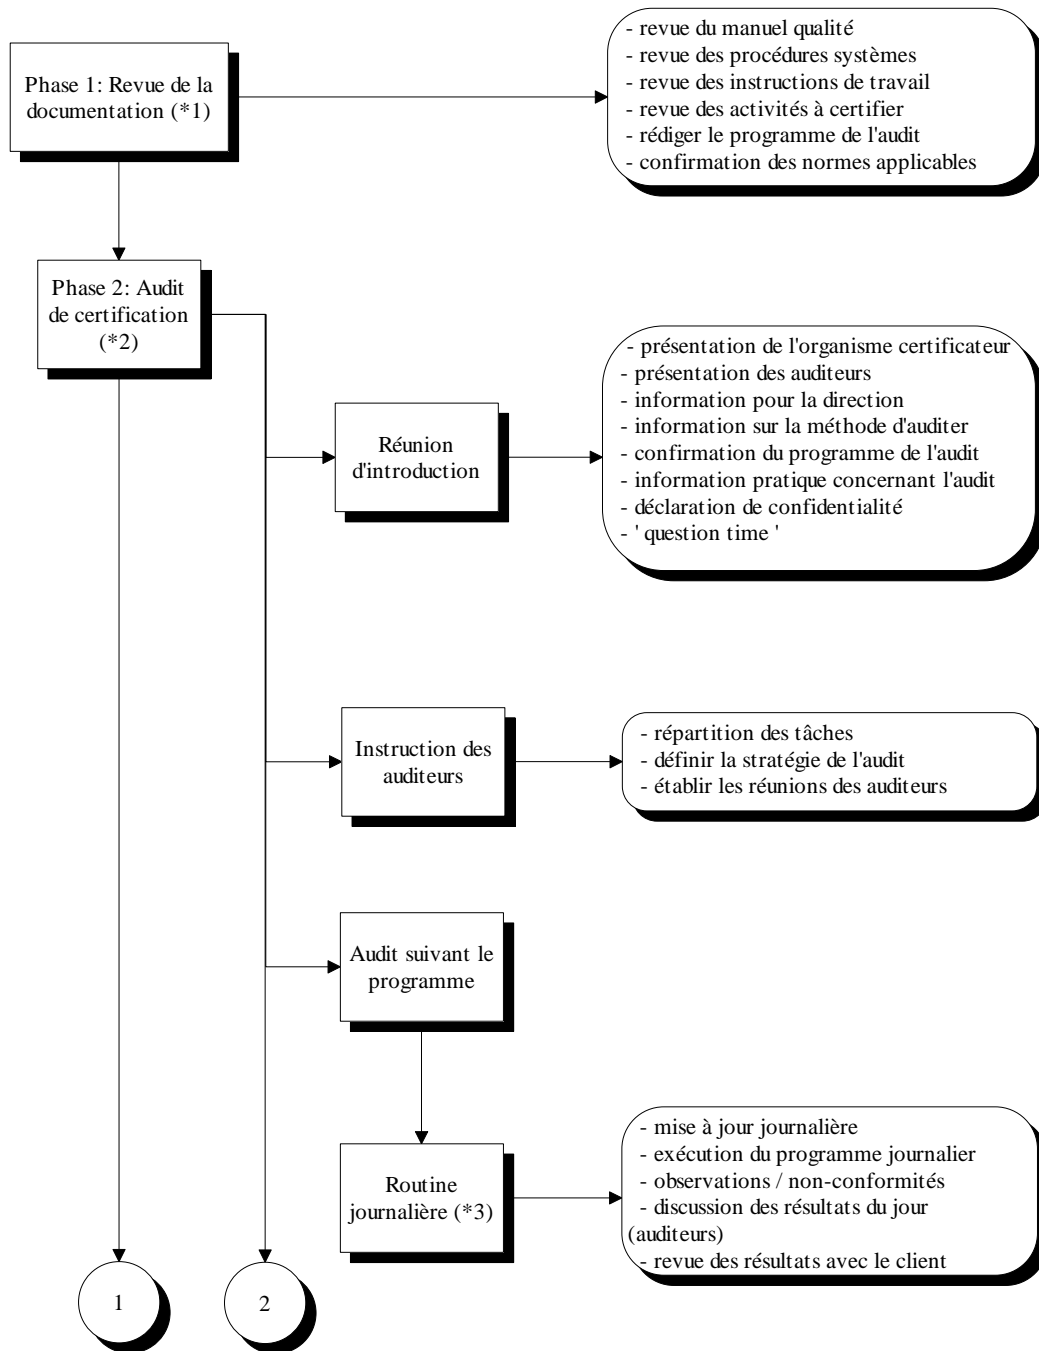 Phase 1: Revue de la
documentation (*1)
- revue du manuel qualité
- revue des procédures systèmes
- revue des instructions de travail
- revue des activités à certifier
- rédiger le programme de l'audit
- confirmation des normes applicables
Phase 2: Audit
de certification
(*2)
Réunion
d'introduction
- présentation de l'organisme certificateur
- présentation des auditeurs
- information pour la direction
- information sur la méthode d'auditer
- confirmation du programme de l'audit
- information pratique concernant l'audit
- déclaration de confidentialité
- ' question time '
Instruction des
auditeurs
- répartition des tâches
- définir la stratégie de l'audit
- établir les réunions des auditeurs
Audit suivant le
programme
Routine
journalière (*3)
- mise à jour journalière
- exécution du programme journalier
- observations / non-conformités
- discussion des résultats du jour
(auditeurs)
- revue des résultats avec le client
1
2